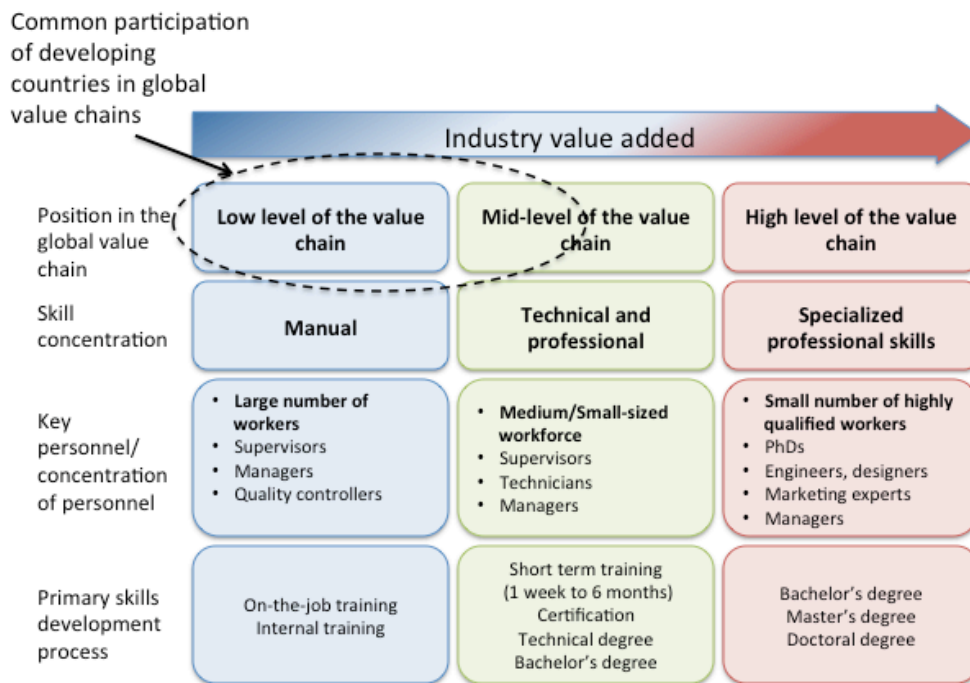 Common participation
of developing
countries in global
value chains
Industry value added
Position in the
global value
chain
Low level of the value
chain
Mid-level of the value
chain
High level of the value
chain
Skill
concentration
Manual
Technical and
professional
Specialized
professional skills
Key
personnel/
concentration
of personnel
• Large number of
workers
• Supervisors
• Managers
• Quality controllers
• Medium/Small-sized
workforce
• Supervisors
• Technicians
• Managers
• Small number of highly
qualified workers
• PhDs
• Engineers, designers
• Marketing experts
• Managers
Primary skills
development
process
On-the-job training
Internal training
Short term training
(1 week to 6 months)
Certification
Technical degree
Bachelor's degree
Bachelor's degree
Master's degree
Doctoral degree